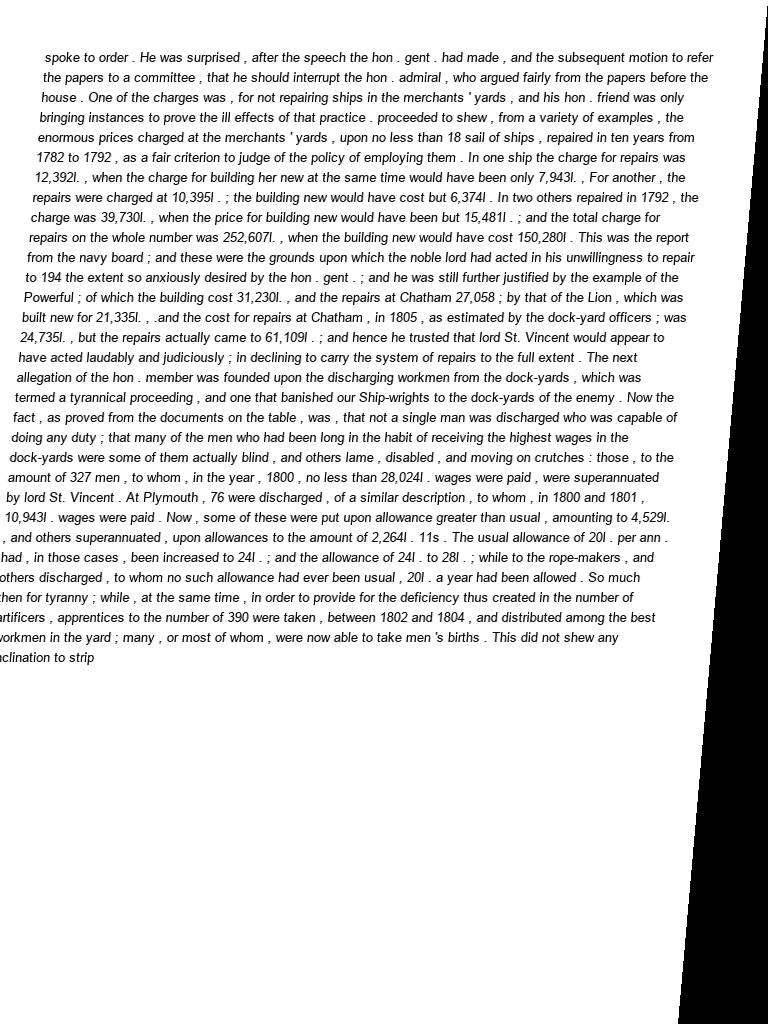 spoke to order . He was surprised , after the speech the hon . gent . had made , and the subsequent motion to refer
the papers to a committee , that he should interrupt the hon . admiral , who argued fairly from the papers before the
house . One of the charges was , for not repairing ships in the merchants ' yards , and his hon . friend was only
bringing instances to prove the ill effects of that practice . proceeded to shew , from a variety of examples , the
enormous prices charged at the merchants ' yards , upon no less than 18 sail of ships , repaired in ten years from
1782 to 1792 , as a fair criterion to judge of the policy of employing them . In one ship the charge for repairs was
12,392l. , when the charge for building her new at the same time would have been only 7,943l. , For another , the
repairs were charged at 10,395l . ; the building new would have cost but 6,374l . In two others repaired in 1792 , the
charge was 39,730l. , when the price for building new would have been but 15,481l . ; and the total charge for
repairs on the whole number was 252,607l. , when the building new would have cost 150,280l . This was the report
from the navy board ; and these were the grounds upon which the noble lord had acted in his unwillingness to repair
to 194 the extent so anxiously desired by the hon . gent . ; and he was still further justified by the example of the
Powerful ; of which the building cost 31,230l. , and the repairs at Chatham 27,058 ; by that of the Lion , which was
built new for 21,335l. , .and the cost for repairs at Chatham , in 1805 , as estimated by the dock-yard officers ; was
24,735l. , but the repairs actually came to 61,109l . ; and hence he trusted that lord St. Vincent would appear to
have acted laudably and judiciously ; in declining to carry the system of repairs to the full extent . The next
allegation of the hon . member was founded upon the discharging workmen from the dock-yards , which was
termed a tyrannical proceeding , and one that banished our Ship-wrights to the dock-yards of the enemy . Now the
fact , as proved from the documents on the table , was , that not a single man was discharged who was capable of
doing any duty ; that many of the men who had been long in the habit of receiving the highest wages in the
dock-yards were some of them actually blind , and others lame , disabled , and moving on crutches : those , to the
amount of 327 men , to whom , in the year , 1800 , no less than 28,024l . wages were paid , were superannuated
by lord St. Vincent . At Plymouth , 76 were discharged , of a similar description , to whom , in 1800 and 1801 ,
10,943l . wages were paid . Now , some of these were put upon allowance greater than usual , amounting to 4,529l.
, and others superannuated , upon allowances to the amount of 2,264l . 11s . The usual allowance of 20l . per ann .
had , in those cases , been increased to 24l . ; and the allowance of 24l . to 28l . ; while to the rope-makers , and
others discharged , to whom no such allowance had ever been usual , 20l . a year had been allowed . So much
then for tyranny ; while , at the same time , in order to provide for the deficiency thus created in the number of
artificers , apprentices to the number of 390 were taken , between 1802 and 1804 , and distributed among the best
workmen in the yard ; many , or most of whom , were now able to take men 's births . This did not shew any
nclination to strip